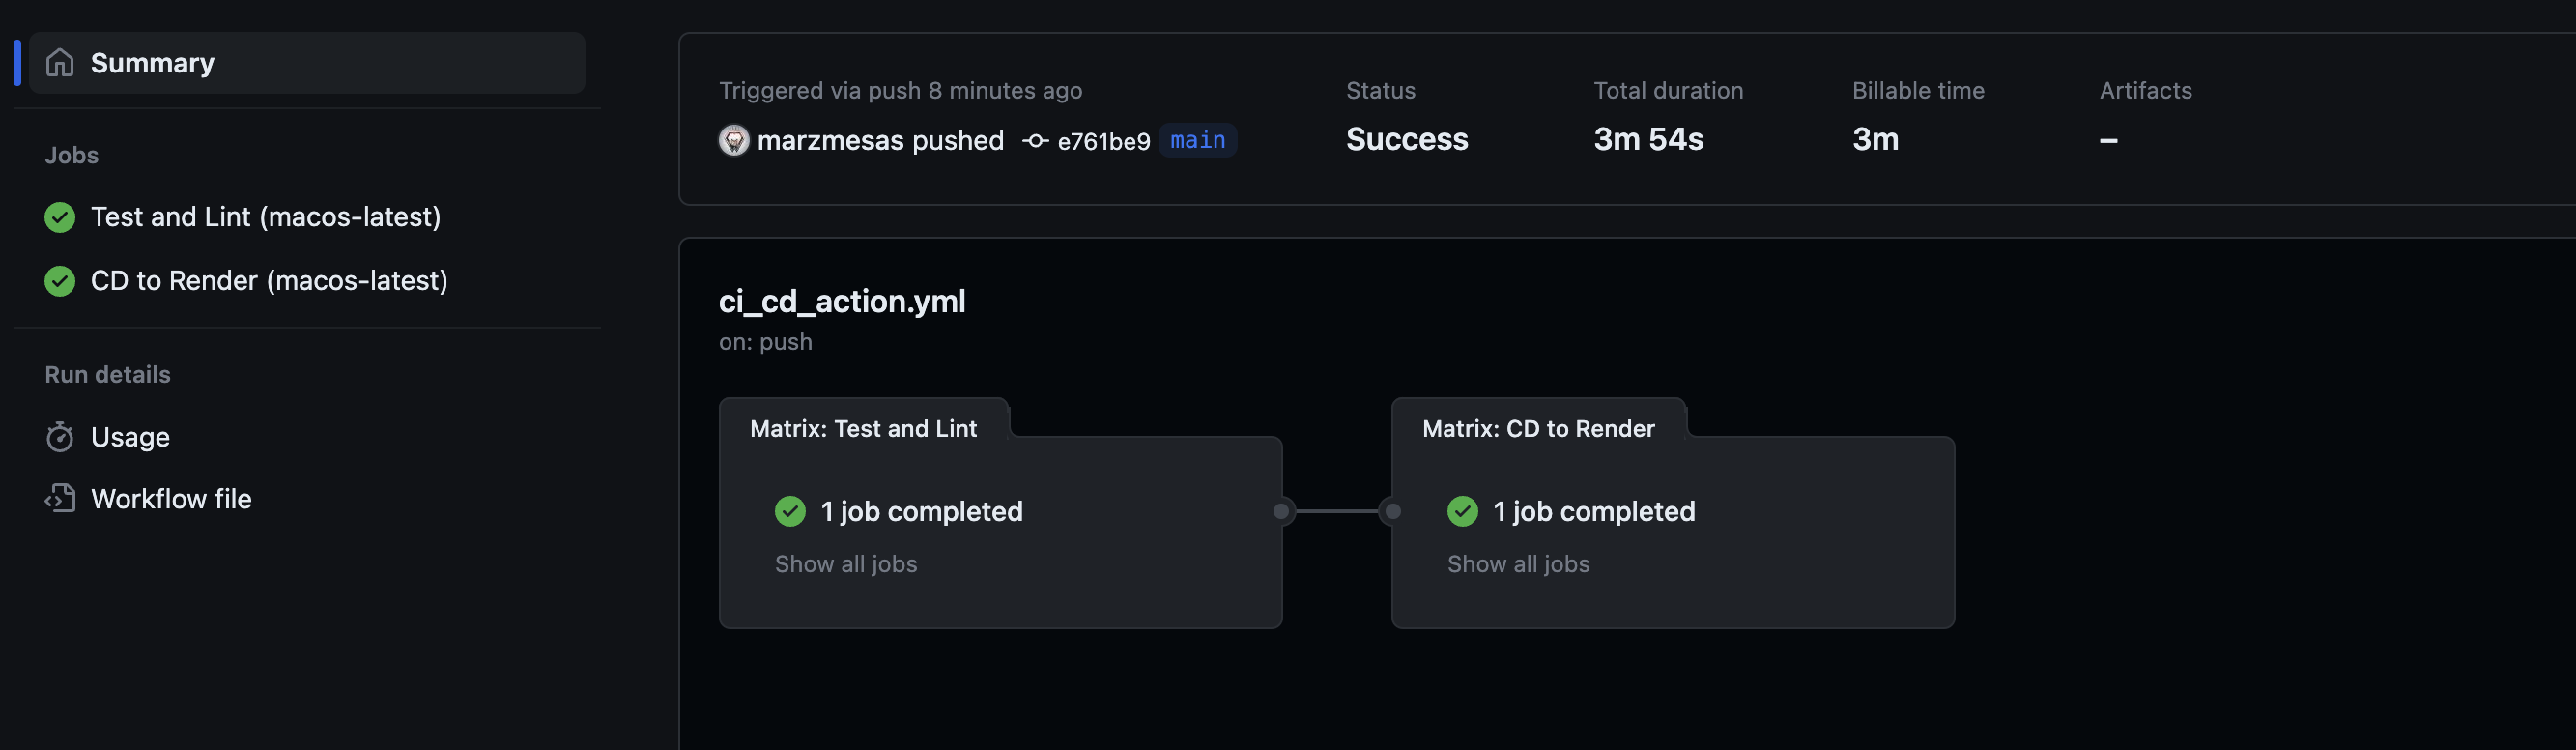 Summary
Jobs
Test and Lint (macos-latest)
CD to Render (macos-latest)
Run details
Usage
Workflow file
Triggered via push 8 minutes ago
marzmesas pushed e761be9 main
Status
Success
Total duration
3m 54s
Billable time
3m
Artifacts
–
ci_cd_action.yml
on: push
Matrix: Test and Lint
1 job completed
Show all jobs
Matrix: CD to Render
1 job completed
Show all jobs